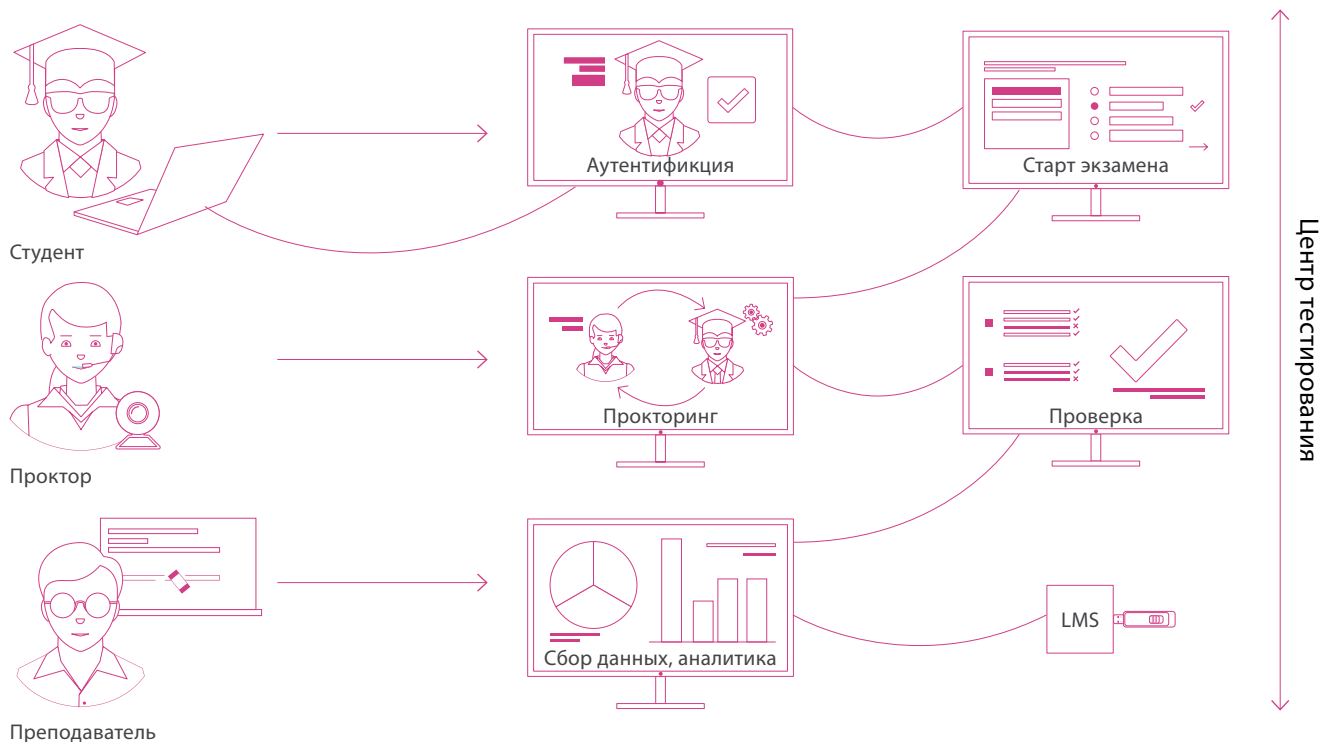 Аутентификция
Старт экзамена
Студент
Прокторинг
Проверка
Проктор
Сбор данных, аналитика
LMS
Преподаватель
Центр тестирования